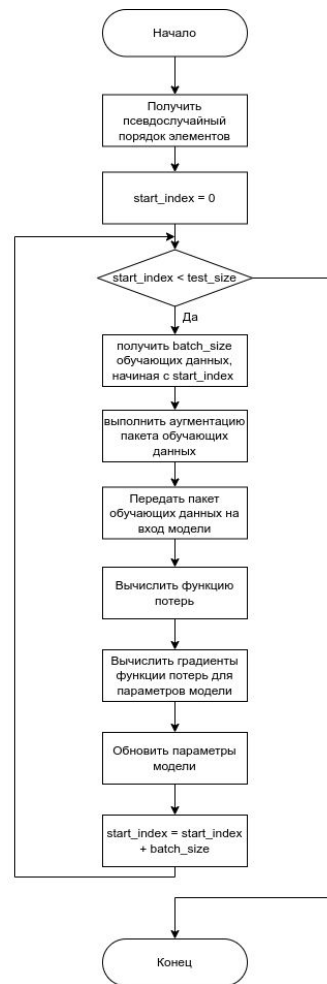 Начало
Получить
псевдослучайный
порядок элементов
start_index = 0
start_index < test_size
Да
получить batch_size
обучающих данных,
начиная с start_index
выполнить аугментацию
пакета обучающих
данных
Передать пакет
обучающих данных на
вход модели
Вычислить функцию
потерь
Вычислить градиенты
функции потерь для
параметров модели
Обновить параметры
модели
start_index = start_index
+ batch_size
Конец